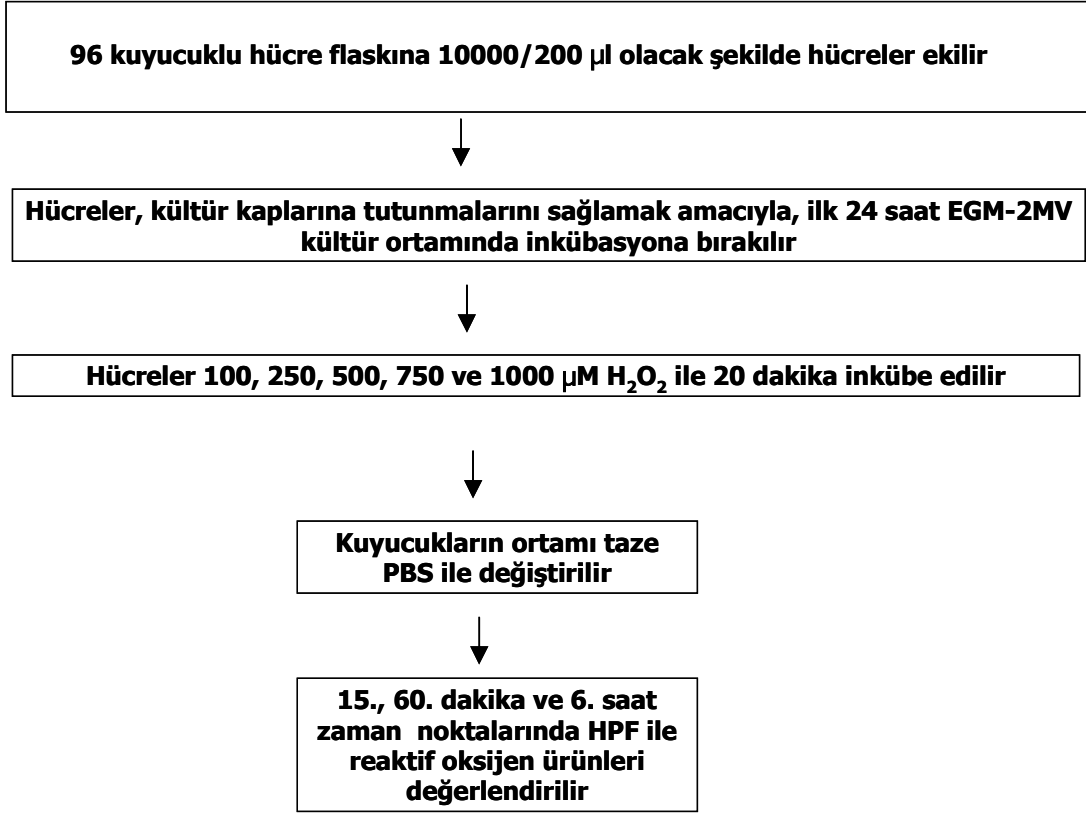 96 kuyucuklu hücre flaskına 10000/200 µl olacak şekilde hücreler ekilir
Hücreler, kültür kaplarına tutunmalarını sağlamak amacıyla, ilk 24 saat EGM-2MV
kültür ortamında inkübasyona bırakılır
Hücreler 100, 250, 500, 750 ve 1000 µM H₂O₂ ile 20 dakika inkübe edilir
Kuyucukların ortamı taze
PBS ile değiştirilir
15., 60. dakika ve 6. saat
zaman noktalarında HPF ile
reaktif oksijen ürünleri
değerlendirilir